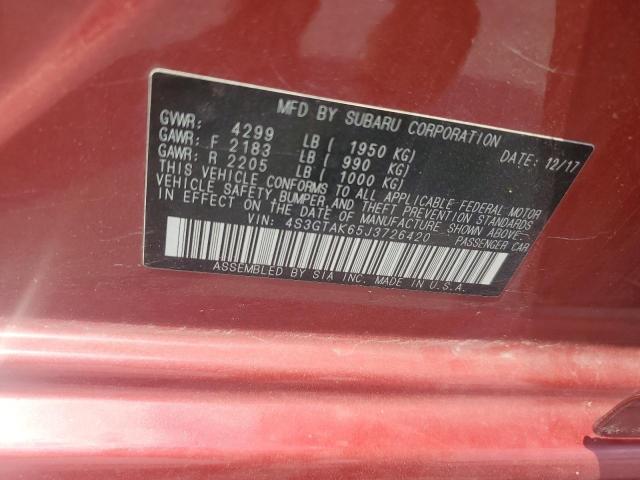 MFD BY SUBARU CORPORATION
GVWR: 4299 LB ( 1950 KG) DATE: 12/17
GAWR: F 2183 LB ( 990 KG)
GAWR: R 2205 LB ( 1000 KG)
THIS VEHICLE CONFORMS TO ALL APPLICABLE FEDERAL MOTOR
VEHICLE SAFETY, BUMPER, AND THEFT PREVENTION STANDARDS
IN EFFECT ON THE DATE OF MANUFACTURE SHOWN ABOVE.
VIN: 4S3GTAK65J3726420 PASSENGER CAR
ASSEMBLED BY SIA INC. MADE IN U.S.A.